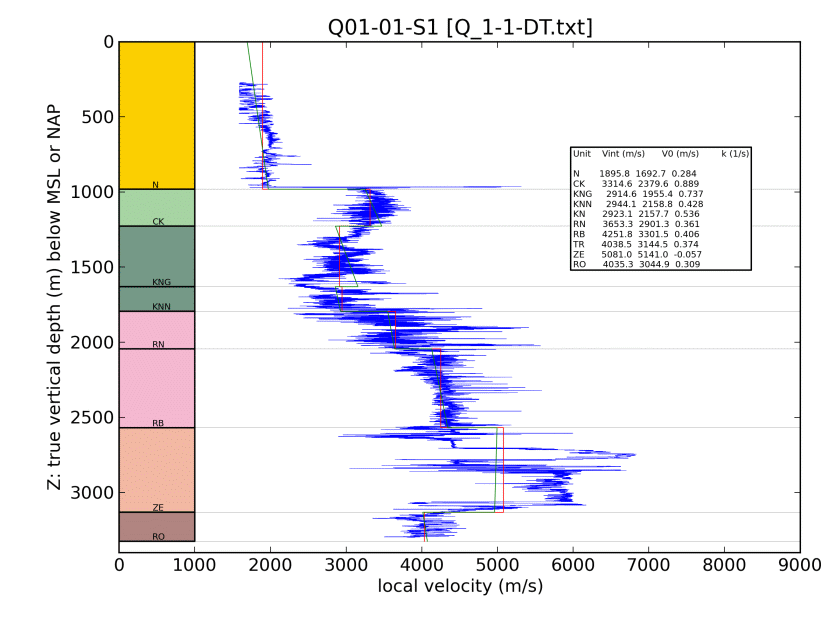 Q01-01-S1 [Q_1-1-DT.txt]
0
500
1000
1500
2000
2500
3000
Z: true vertical depth (m) below MSL or NAP
N
CK
KNG
KNN
RN
RB
ZE
RO
Unit Vint (m/s) V0 (m/s) k (1/s)
N 1895.8 1692.7 0.284
CK 3314.6 2379.6 0.889
KNG 2914.6 1955.4 0.737
KNN 2944.1 2158.8 0.428
KN 2923.1 2157.7 0.536
RN 3653.3 2901.3 0.361
RB 4251.8 3301.5 0.406
TR 4038.5 3144.5 0.374
ZE 5081.0 5141.0 -0.057
RO 4035.3 3044.9 0.309
0 1000 2000 3000 4000 5000 6000 7000 8000 9000
local velocity (m/s)